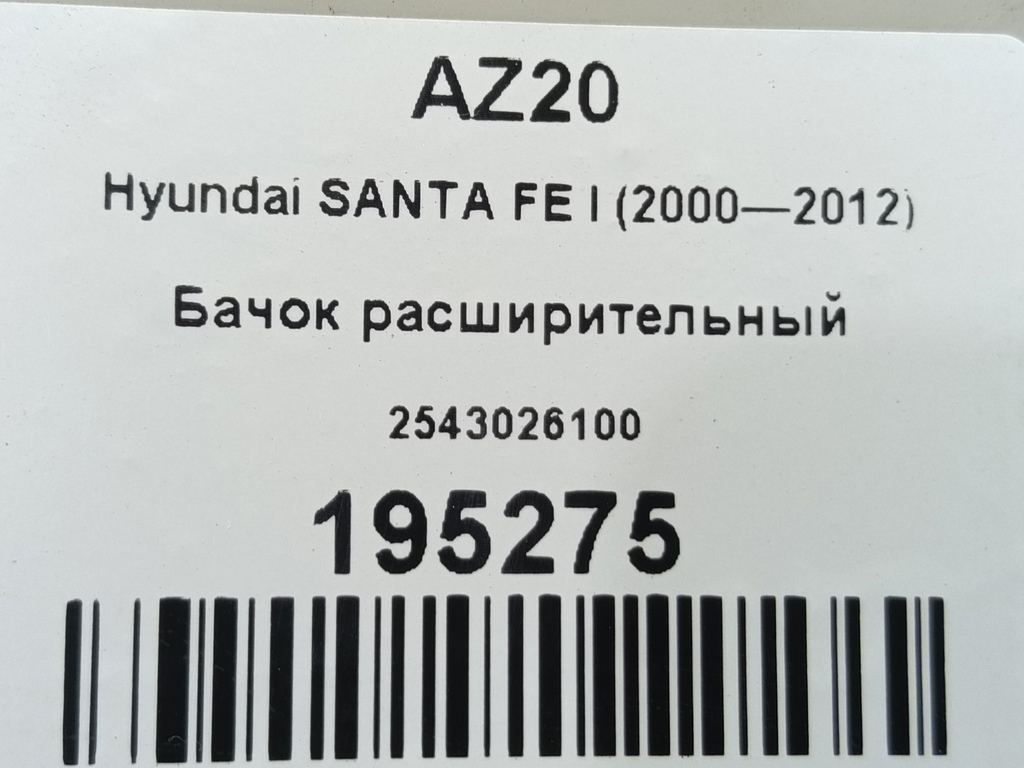 AZ20
Hyundai SANTA FE I (2000—2012)
Бачок расширительный
2543026100
195275